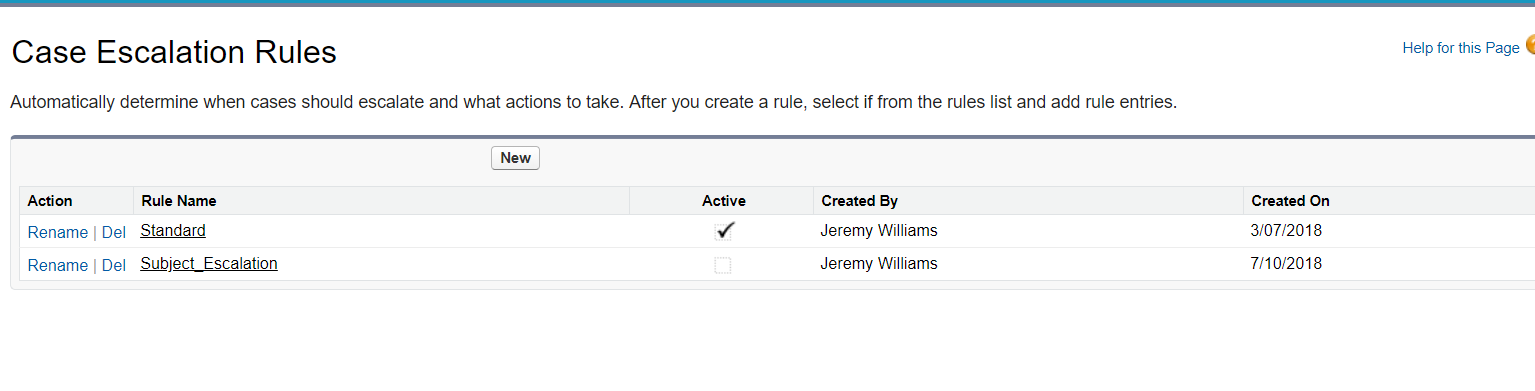 Case Escalation Rules
Help for this Page
Automatically determine when cases should escalate and what actions to take. After you create a rule, select if from the rules list and add rule entries.
New
Action Rule Name Active Created By Created On
Rename | Del Standard Jeremy Williams 3/07/2018
Rename | Del Subject_Escalation Jeremy Williams 7/10/2018